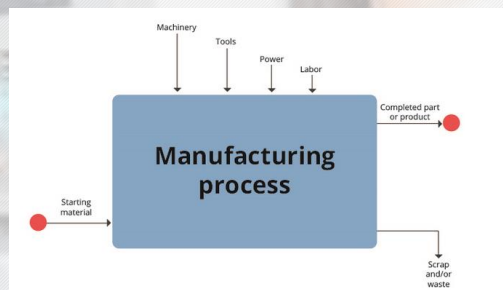 Machinery
Tools
Power
Labor
Completed part
or product
Manufacturing
process
Starting
material
Scrap
and/or
waste